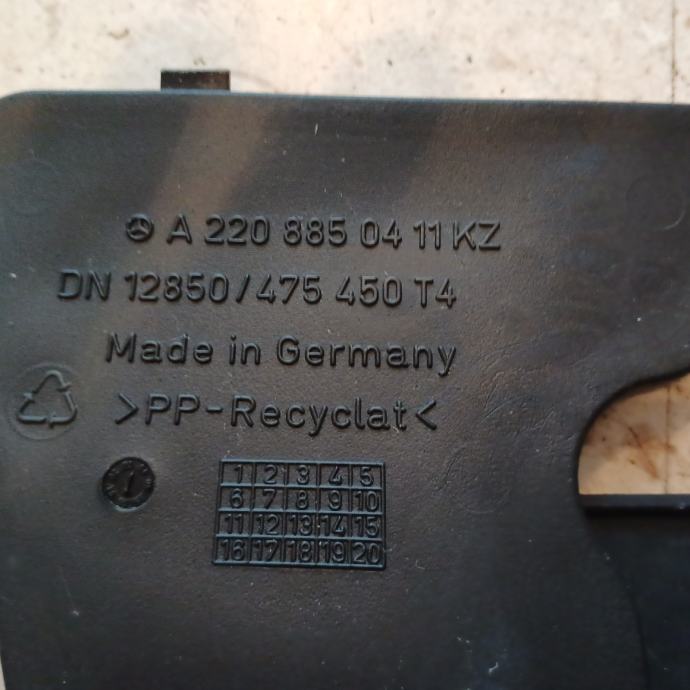 A 220 885 04 11 KZ
DN 12850/475 450 T4
Made in Germany
>PP-Recyclat<
1
1 2 3 4 5
6 7 8 9 10
11 12 13 14 15
16 17 18 19 20